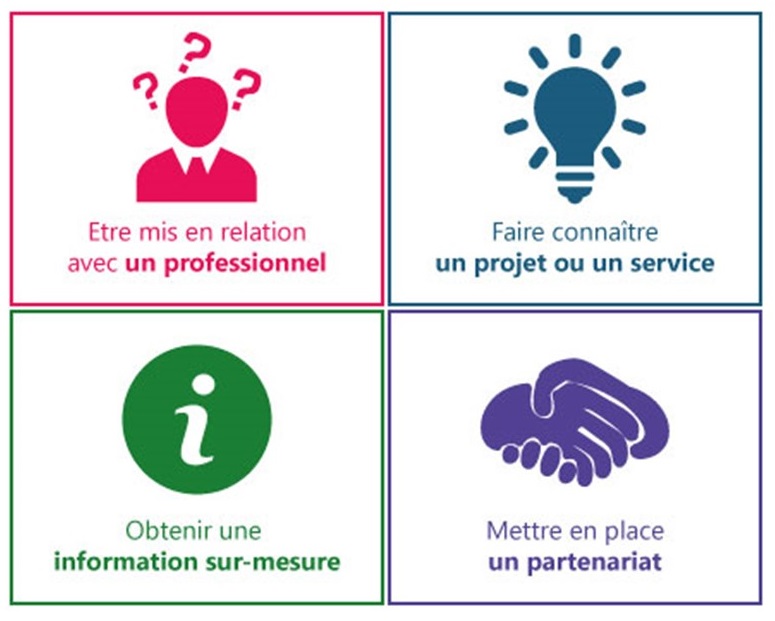 Etre mis en relation
avec un professionnel
Faire connaître
un projet ou un service
Obtenir une
information sur-mesure
Mettre en place
un partenariat